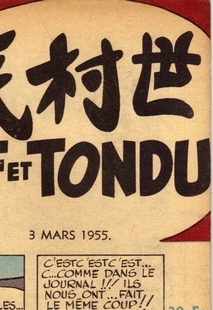 村世
ET TONDU
3 MARS 1955.
C'ESTC'ESTC'EST...
C...COMME DANS LE
JOURNAL!!! ILS
NOUS ONT...FAIT
LE MÊME COUP!!